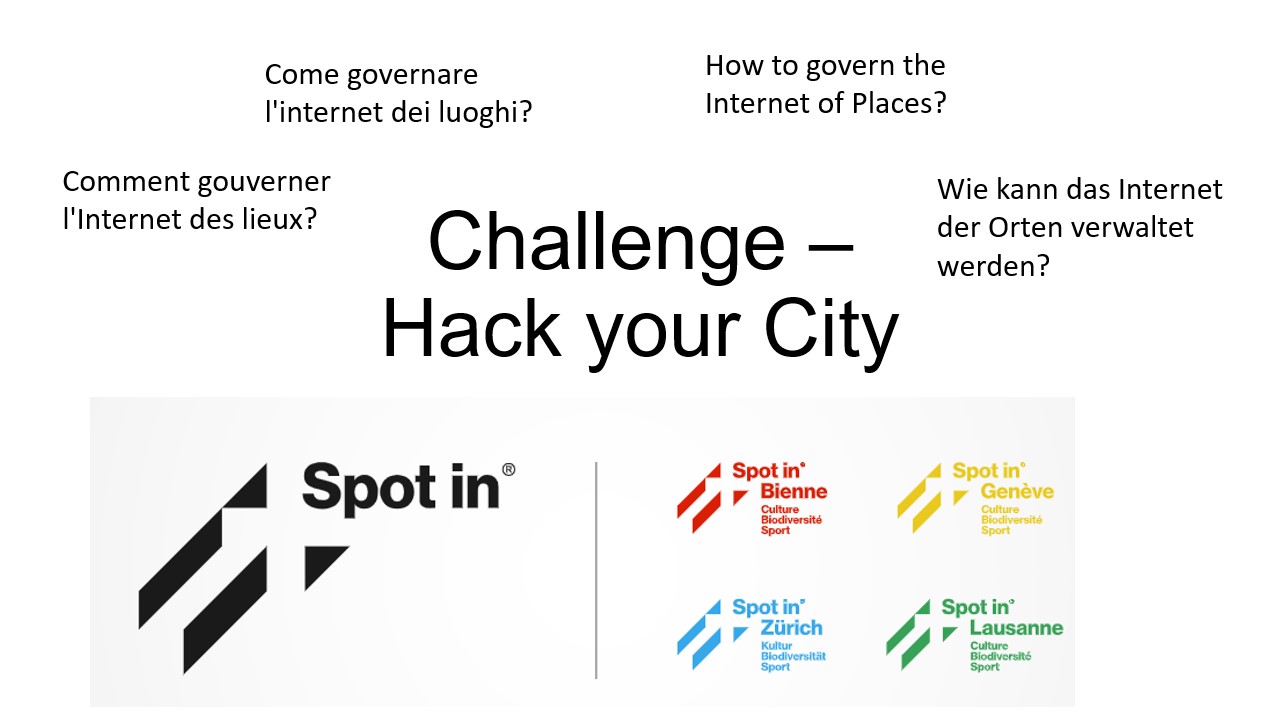 Come governare
l'internet dei luoghi?
How to govern the
Internet of Places?
Comment gouverner
l'Internet des lieux?
Wie kann das Internet
der Orten verwaltet
werden?
Challenge –
Hack your City
Spot in®
Spot in®
Bienne
Culture
Biodiversité
Sport
Spot in®
Genève
Culture
Biodiversité
Sport
Spot in®
Zürich
Kultur
Biodiversität
Sport
Spot in®
Lausanne
Culture
Biodiversité
Sport